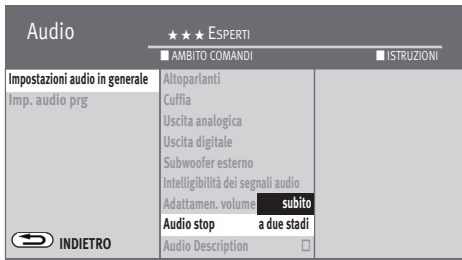 Audio
★ ★ ★ ESPERTI
AMBITO COMANDI
ISTRUZIONI
Impostazioni audio in generale
Imp. audio prg
Altoparlanti
Cuffia
Uscita analogica
Uscita digitale
Subwoofer esterno
Intelligibilità dei segnali audio
Adattamen. volume subito
Audio stop a due stadi
Audio Description
INDIETRO